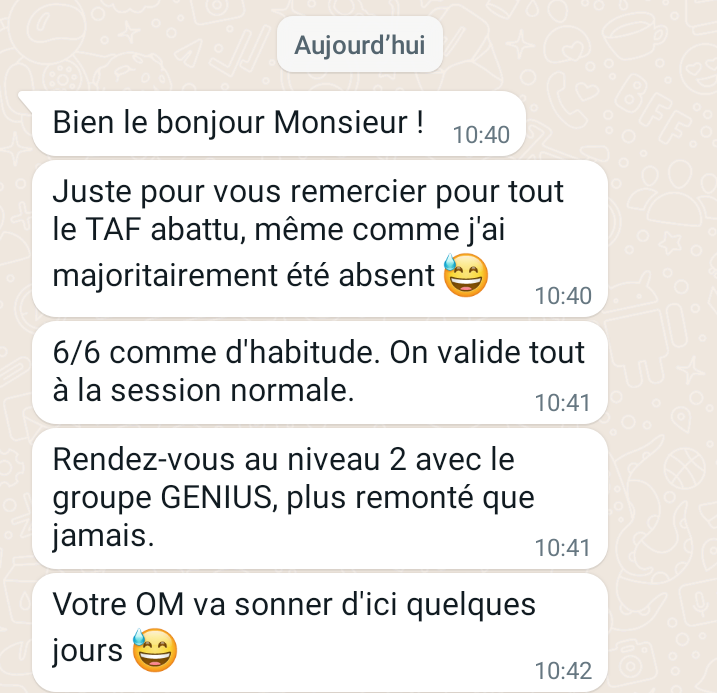 Aujourd’hui
Bien le bonjour Monsieur !
10:40
Juste pour vous remercier pour tout
le TAF abattu, même comme j'ai
majoritairement été absent 😅
10:40
6/6 comme d'habitude. On valide tout
à la session normale.
10:41
Rendez-vous au niveau 2 avec le
groupe GENIUS, plus remonté que
jamais.
10:41
Votre OM va sonner d'ici quelques
jours 😅
10:42